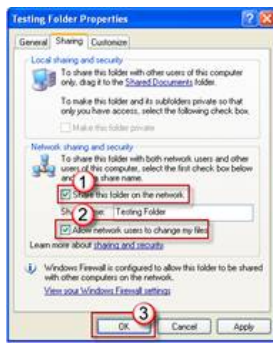 Testing Folder Properties
General Sharing Customize
Local sharing and security
To share this folder with other users of this computer
only, drag it to the Shared Documents folder.
To make this folder and its subfolders private so that
only you have access, select the following check box.
Make this folder private
Network sharing and security
To share this folder with both network users and other
users of this computer, select the first check box below
and a share name.
1
Share this folder on the network
2
Sh name: Testing Folder
Allow network users to change my files
Learn more about sharing and security.
Windows Firewall is configured to allow this folder to be shared
with other computers on the network.
View your Windows Firewall settings
3
OK Cancel Apply